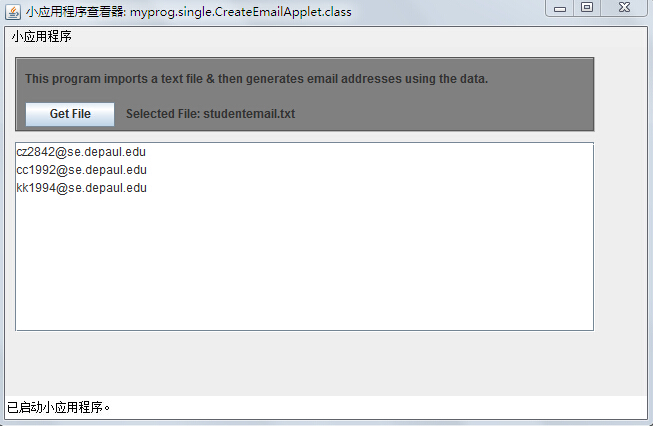 小应用程序查看器: myprog.single.CreateEmailApplet.class
小应用程序
This program imports a text file & then generates email addresses using the data.
Get File Selected File: studentemail.txt
cz2842@se.depaul.edu
cc1992@se.depaul.edu
kk1994@se.depaul.edu
已启动小应用程序。